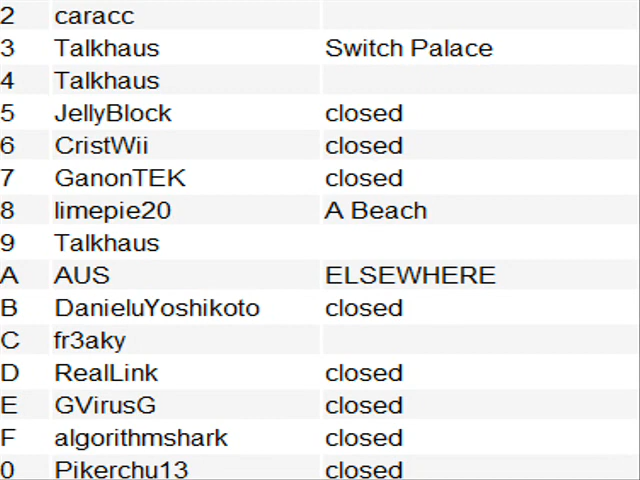 2 caracc
3 Talkhaus Switch Palace
4 Talkhaus
5 JellyBlock closed
6 CristWii closed
7 GanonTEK closed
8 limepie20 A Beach
9 Talkhaus
A AUS ELSEWHERE
B DanieluYoshikoto closed
C fr3aky
D RealLink closed
E GVirusG closed
F algorithmshark closed
0 Pikerchu13 closed